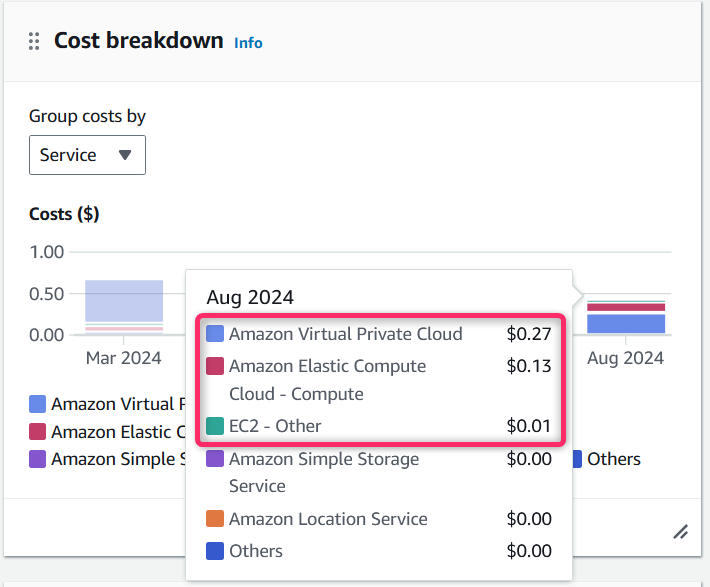 Cost breakdown Info
Group costs by
Service
Costs ($)
1.00
0.50
0.00
Mar 2024
Aug 2024
Aug 2024
Amazon Virtual Private Cloud $0.27
Amazon Elastic Compute $0.13
Cloud - Compute
EC2 - Other $0.01
Amazon Simple Storage $0.00
Service
Amazon Location Service $0.00
Others $0.00
Amazon Virtual
Amazon Elastic
Amazon Simple
Others